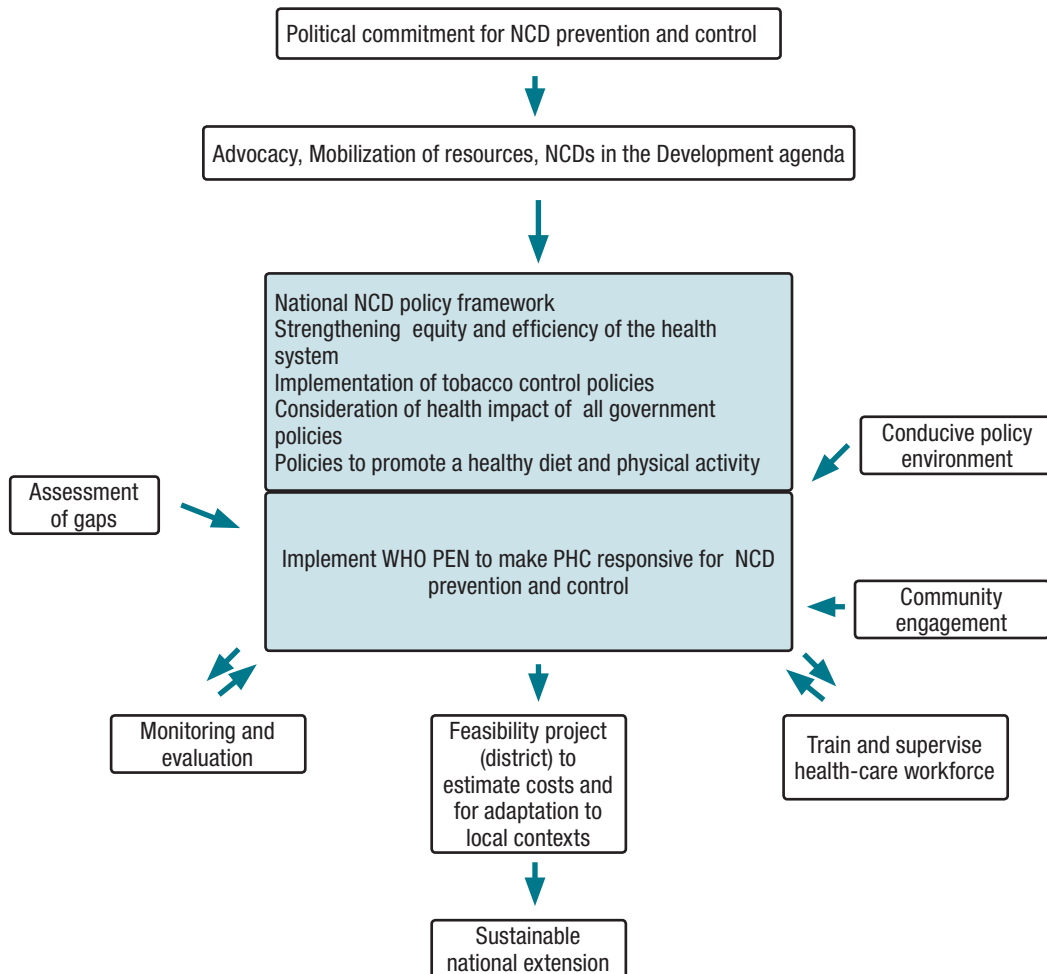 Political commitment for NCD prevention and control
Advocacy, Mobilization of resources, NCDs in the Development agenda
National NCD policy framework
Strengthening  equity and efficiency of the health
system
Implementation of tobacco control policies
Consideration of health impact of  all government
policies
Policies to promote a healthy diet and physical activity
Conducive policy
environment
Assessment
of gaps
Implement WHO PEN to make PHC responsive for  NCD
prevention and control
Community
engagement
Monitoring and
evaluation
Feasibility project
(district) to
estimate costs and
for adaptation to
local contexts
Train and supervise
health-care workforce
Sustainable
national extension